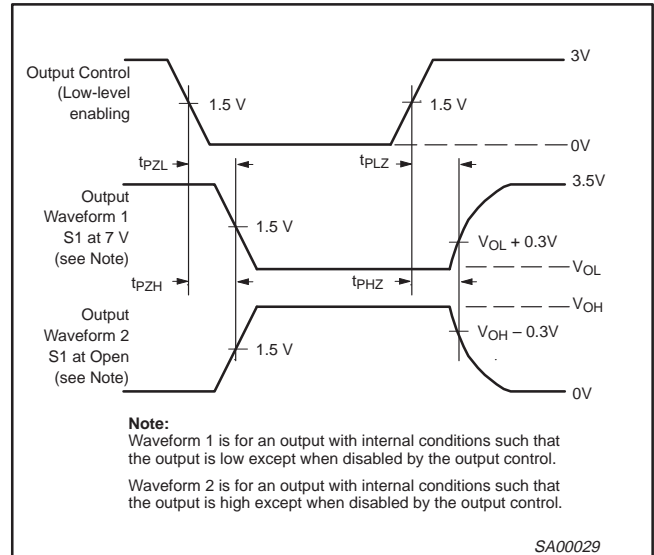 3V
Output Control
(Low-level
enabling
1.5 V
1.5 V
0V
tPZL
tPLZ
3.5V
Output
Waveform 1
S1 at 7 V
(see Note)
1.5 V
VOL + 0.3V
VOL
tPZH
tPHZ
VOH
Output
Waveform 2
S1 at Open
(see Note)
1.5 V
VOH – 0.3V
0V
Note:
Waveform 1 is for an output with internal conditions such that
the output is low except when disabled by the output control.
Waveform 2 is for an output with internal conditions such that
the output is high except when disabled by the output control.
SA00029